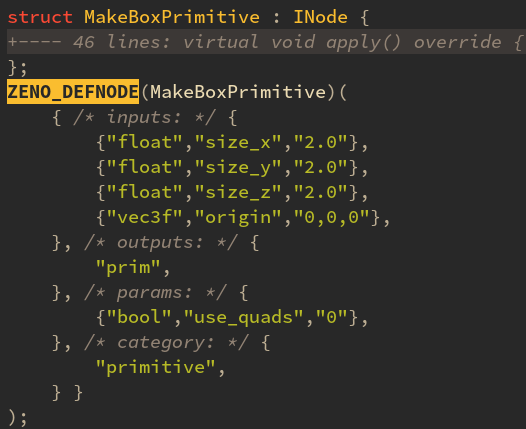 struct MakeBoxPrimitive : INode {
+---- 46 lines: virtual void apply() override {
};
ZENO_DEFNODE(MakeBoxPrimitive)(
    { /* inputs: */ {
        {"float","size_x","2.0"},
        {"float","size_y","2.0"},
        {"float","size_z","2.0"},
        {"vec3f","origin","0,0,0"},
    }, /* outputs: */ {
        "prim",
    }, /* params: */ {
        {"bool","use_quads","0"},
    }, /* category: */ {
        "primitive",
    } }
);